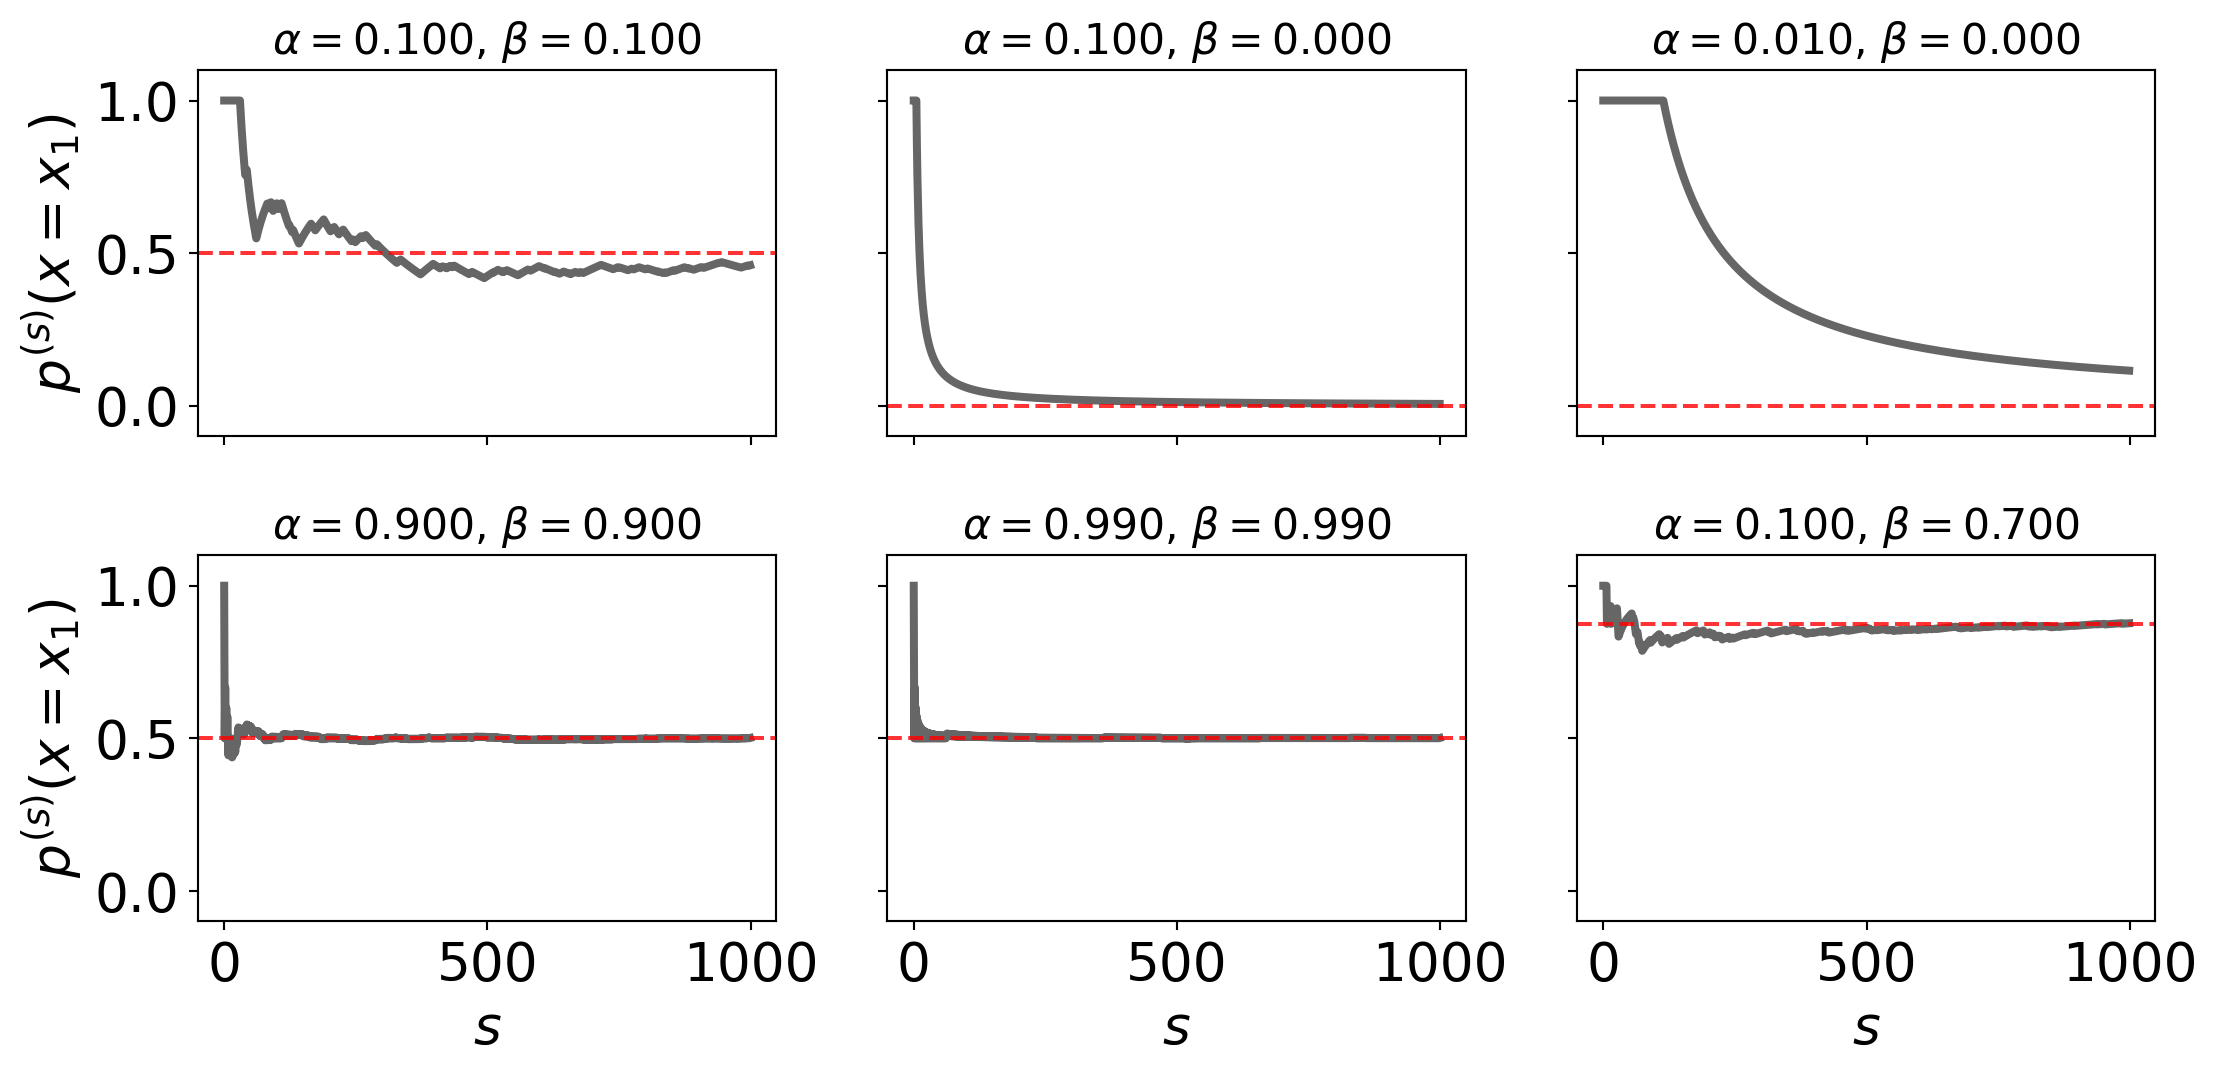 α = 0.100, β = 0.100
α = 0.100, β = 0.000
α = 0.010, β = 0.000
1.0
0.5
0.0
p^(s)(x = x₁)
α = 0.900, β = 0.900
α = 0.990, β = 0.990
α = 0.100, β = 0.700
1.0
0.5
0.0
p^(s)(x = x₁)
0 500 1000
0 500 1000
0 500 1000
s
s
s